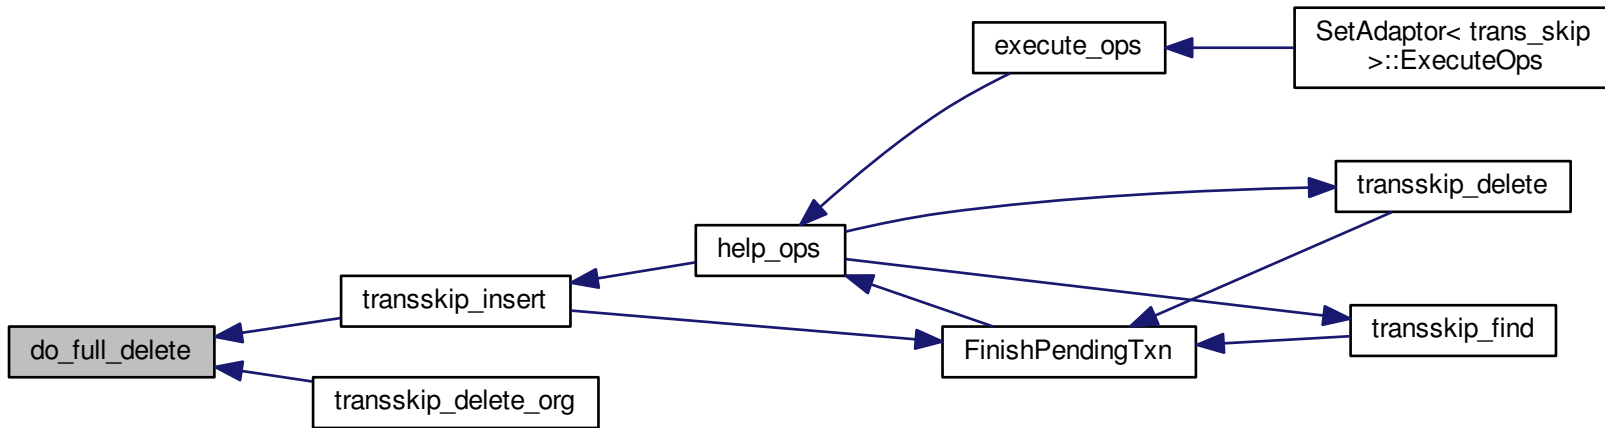 execute_ops
SetAdaptor< trans_skip
>::ExecuteOps
transskip_delete
help_ops
transskip_insert
transskip_find
do_full_delete
FinishPendingTxn
transskip_delete_org